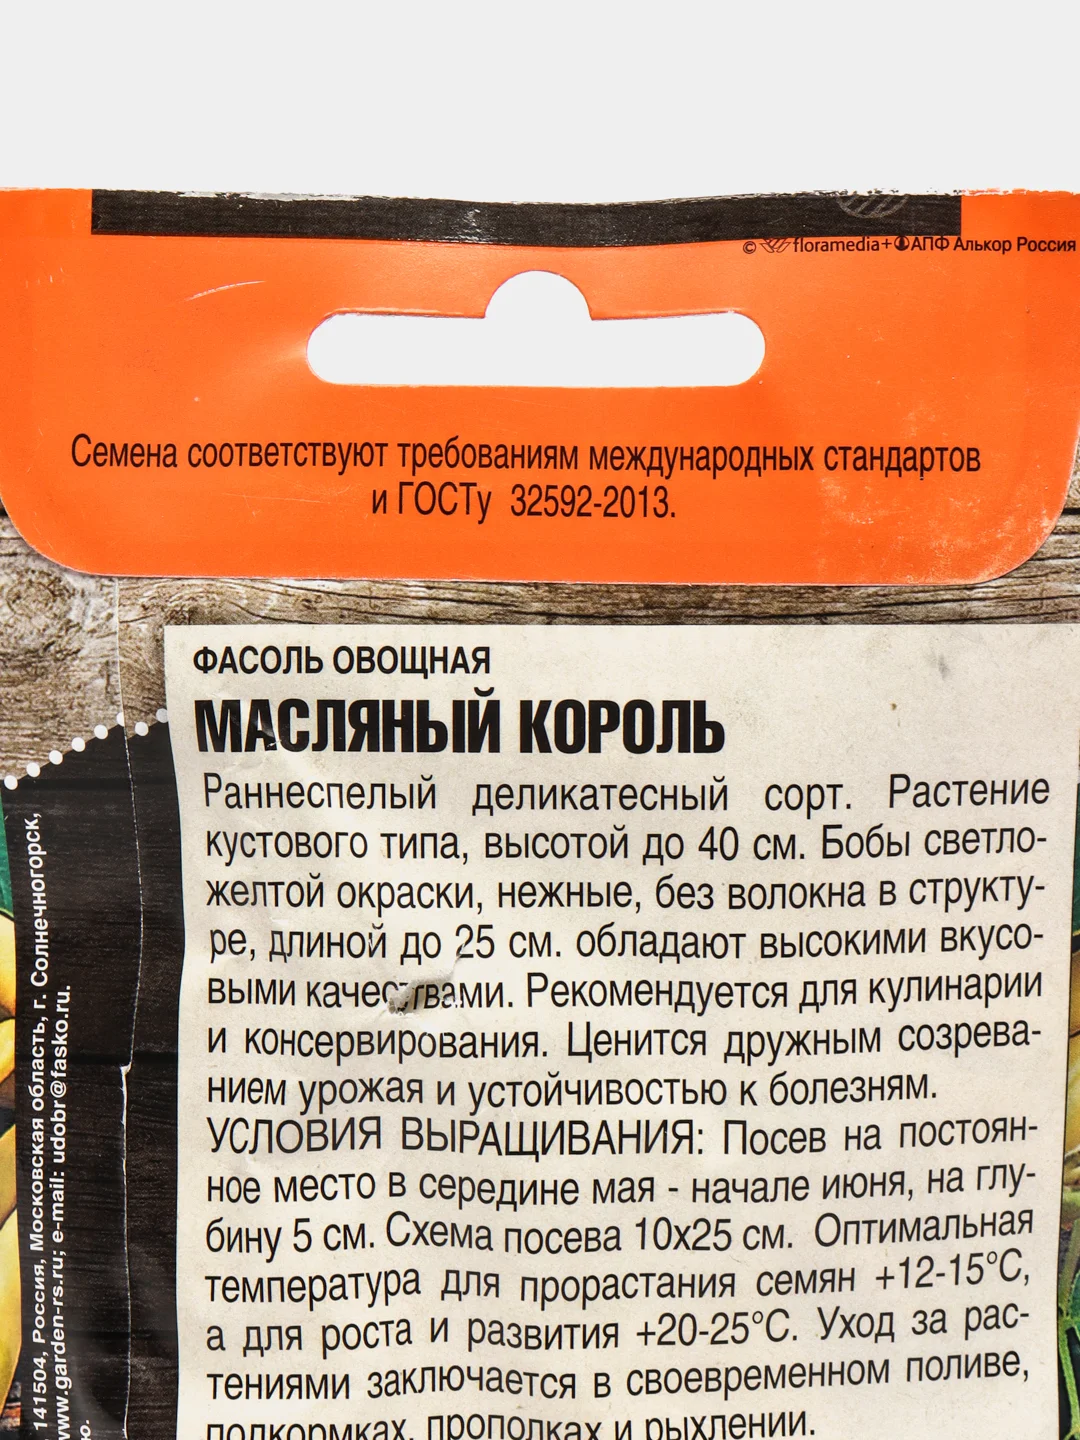 © floramedia+АПФ Алькор Россия
Семена соответствуют требованиям международных стандартов
и ГОСТу 32592-2013.
ФАСОЛЬ ОВОЩНАЯ
МАСЛЯНЫЙ КОРОЛЬ
Раннеспелый деликатесный сорт. Растение
кустового типа, высотой до 40 см. Бобы светло-
желтой окраски, нежные, без волокна в структу-
ре, длиной до 25 см. обладают высокими вкусо-
выми качествами. Рекомендуется для кулинарии
и консервирования. Ценится дружным созрева-
нием урожая и устойчивостью к болезням.
УСЛОВИЯ ВЫРАЩИВАНИЯ: Посев на постоян-
ное место в середине мая - начале июня, на глу-
бину 5 см. Схема посева 10х25 см. Оптимальная
температура для прорастания семян +12-15°С,
а для роста и развития +20-25°С. Уход за рас-
тениями заключается в своевременном поливе,
подкормках, прополках и рыхлении.
141504, Россия, Московская область, г. Солнечногорск,
www.garden-rs.ru; e-mail: udobr@fasko.ru.